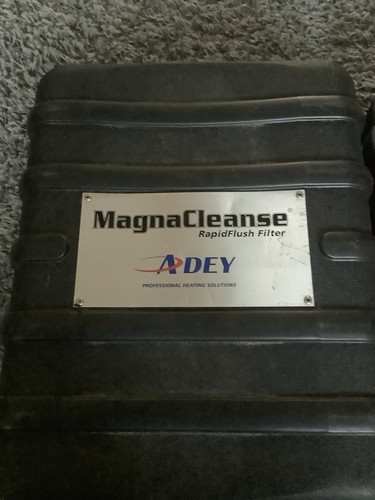 MagnaCleanse®
RapidFlush Filter
ADEY
PROFESSIONAL HEATING SOLUTIONS